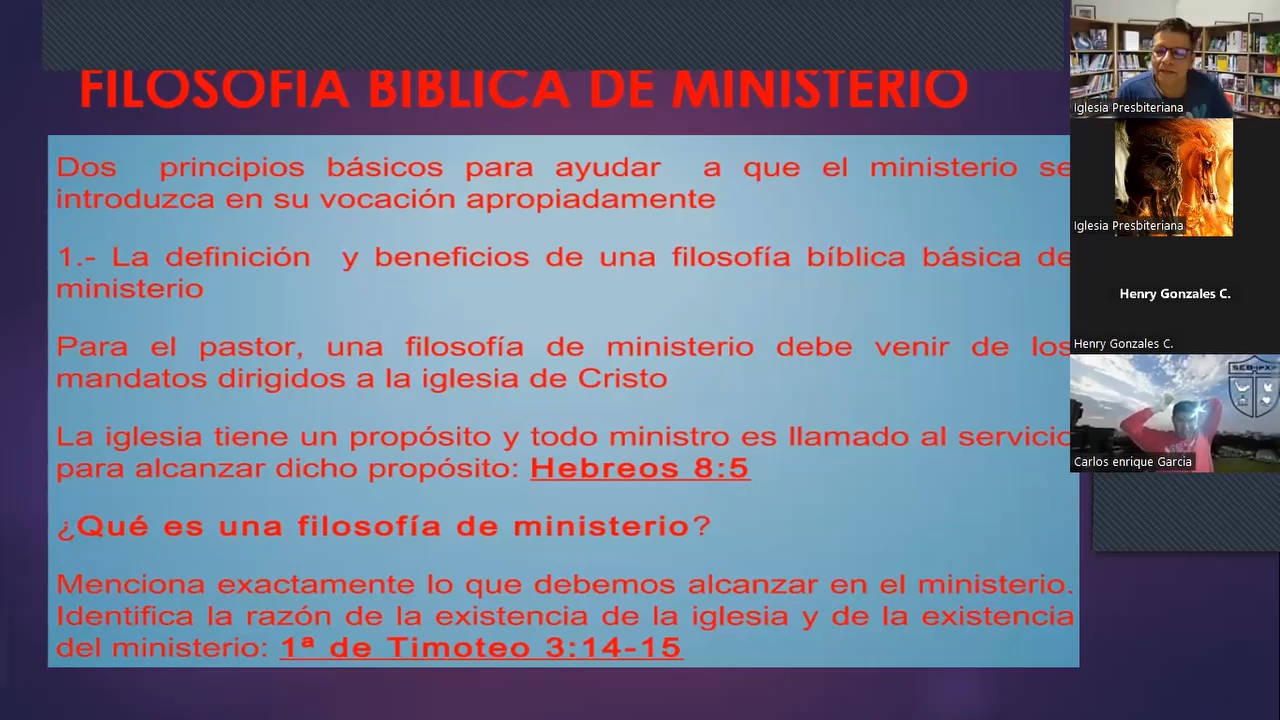 FILOSOFIA BIBLICA DE MINISTERIO
Dos principios básicos para ayudar a que el ministerio se
introduzca en su vocación apropiadamente
1.- La definición y beneficios de una filosofía bíblica básica de
ministerio
Para el pastor, una filosofía de ministerio debe venir de los
mandatos dirigidos a la iglesia de Cristo
La iglesia tiene un propósito y todo ministro es llamado al servicio
para alcanzar dicho propósito: Hebreos 8:5
¿Qué es una filosofía de ministerio?
Menciona exactamente lo que debemos alcanzar en el ministerio.
Identifica la razón de la existencia de la iglesia y de la existencia
del ministerio: 1ª de Timoteo 3:14-15
Iglesia Presbiteriana
Iglesia Presbiteriana
Henry Gonzales C.
Henry Gonzales C.
Carlos enrique Garcia